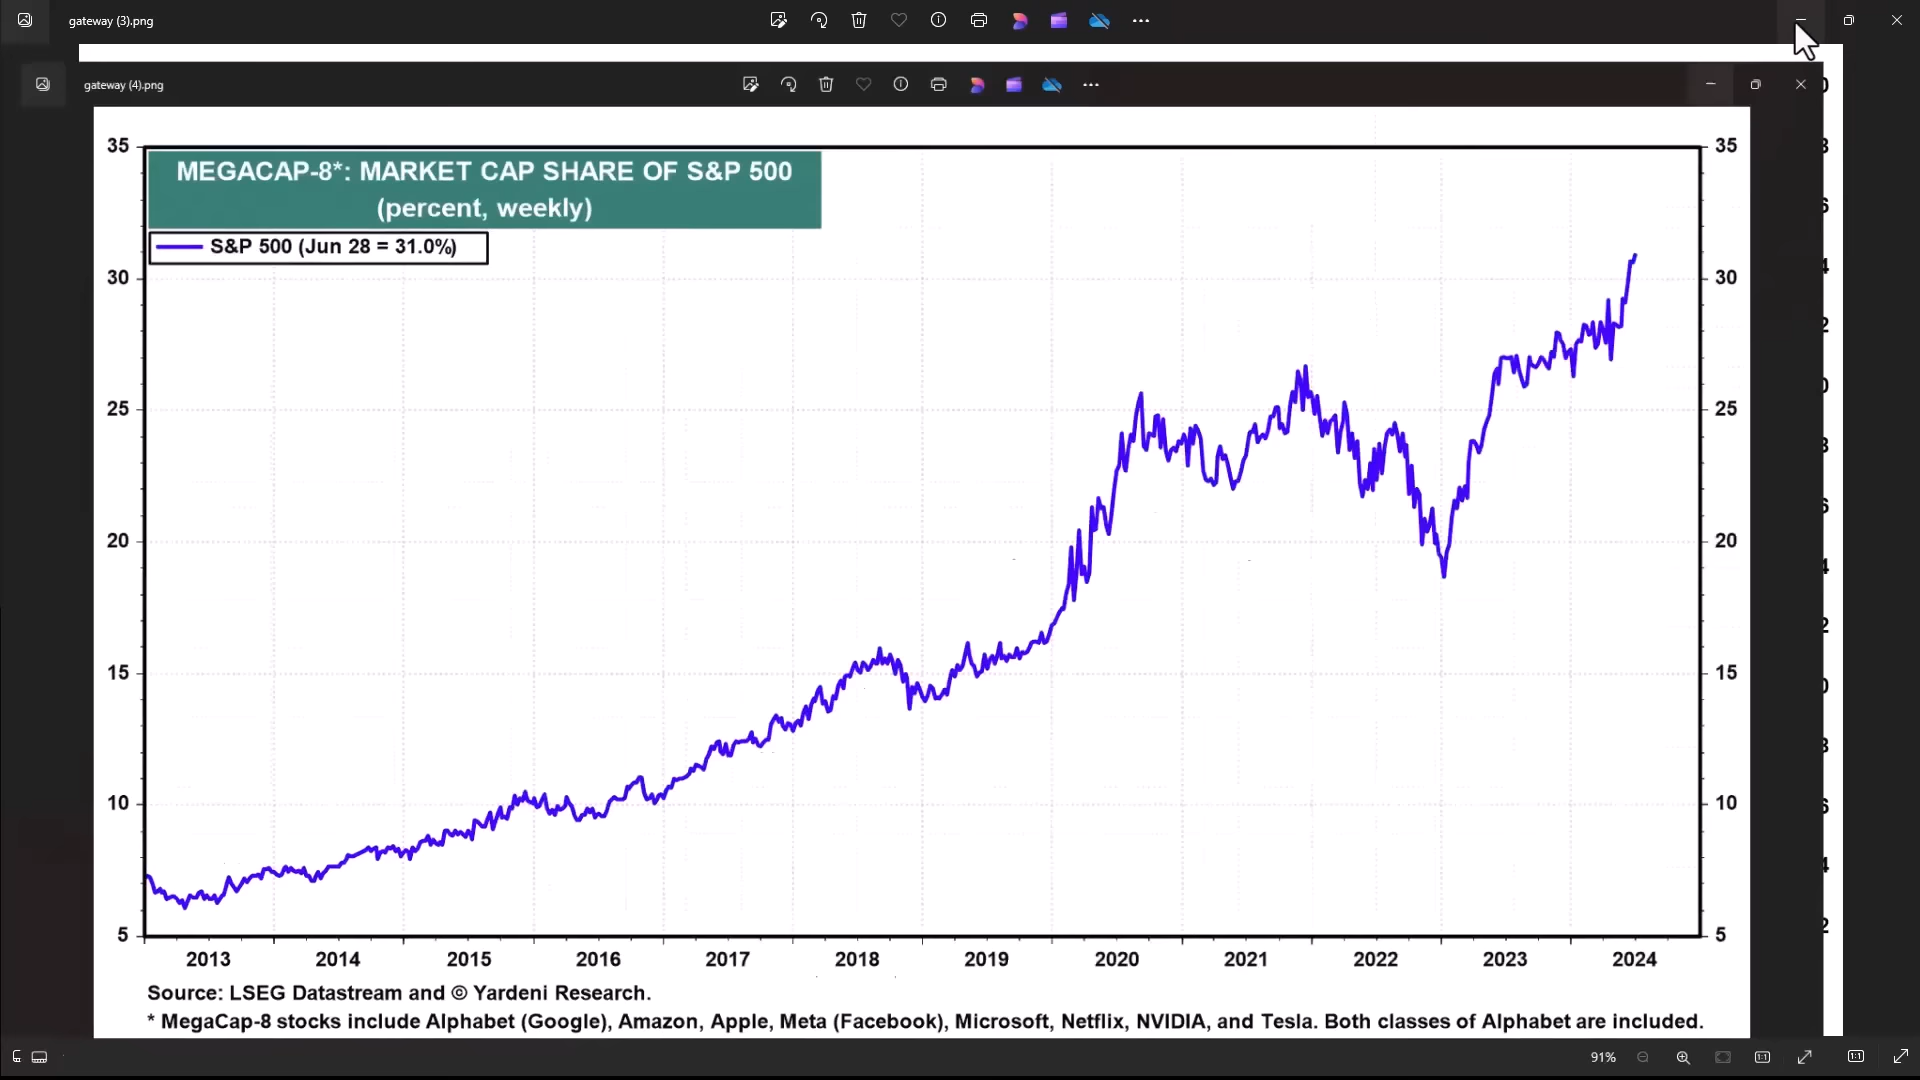 gateway (3).png
gateway (4).png
MEGACAP-8*: MARKET CAP SHARE OF S&P 500
(percent, weekly)
S&P 500 (Jun 28 = 31.0%)
35 35
30 30
25 25
20 20
15 15
10 10
5 5
2013 2014 2015 2016 2017 2018 2019 2020 2021 2022 2023 2024
Source: LSEG Datastream and © Yardeni Research.
* MegaCap-8 stocks include Alphabet (Google), Amazon, Apple, Meta (Facebook), Microsoft, Netflix, NVIDIA, and Tesla. Both classes of Alphabet are included.
91%